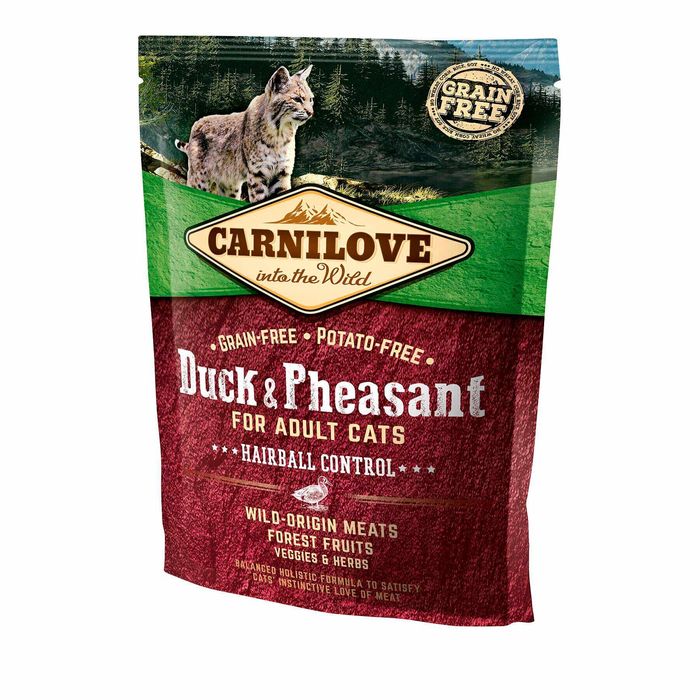 GRAIN
FREE
CARNILOVE
into the Wild
• GRAIN-FREE • POTATO-FREE •
Duck & Pheasant
FOR ADULT CATS
HAIRBALL CONTROL
WILD-ORIGIN MEATS
FOREST FRUITS
VEGGIES & HERBS
BALANCED HOLISTIC FORMULA TO SATISFY
CATS' INSTINCTIVE LOVE OF MEAT